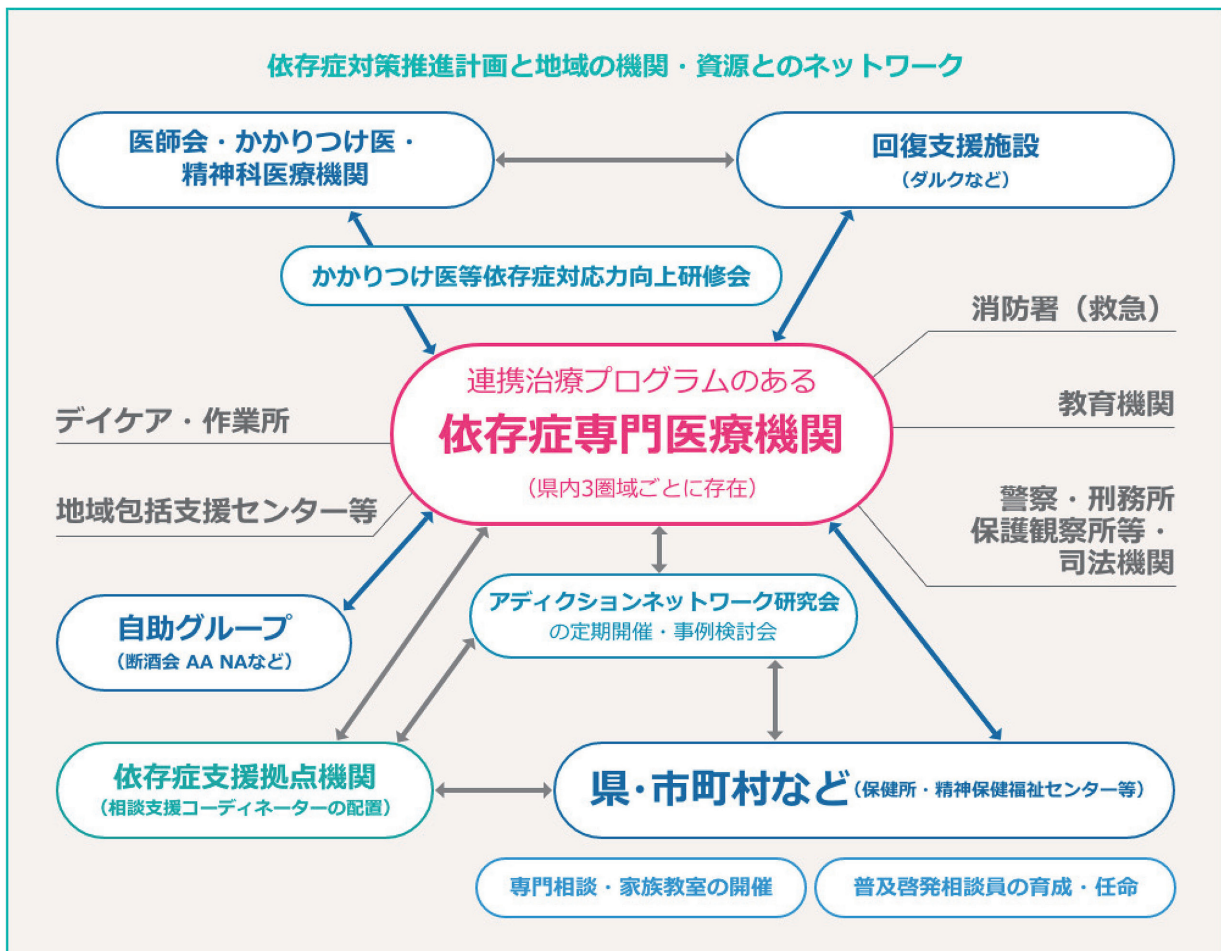 依存症対策推進計画と地域の機関・資源とのネットワーク
医師会・かかりつけ医・
精神科医療機関
回復支援施設
（ダルクなど）
かかりつけ医等依存症対応力向上研修会
消防署（救急）
連携治療プログラムのある
依存症専門医療機関
（県内3圏域ごとに存在）
教育機関
デイケア・作業所
地域包括支援センター等
警察・刑務所
保護観察所等・
司法機関
アディクションネットワーク研究会
の定期開催・事例検討会
自助グループ
（断酒会 AA NAなど）
依存症支援拠点機関
（相談支援コーディネーターの配置）
県・市町村など（保健所・精神保健福祉センター等）
専門相談・家族教室の開催
普及啓発相談員の育成・任命